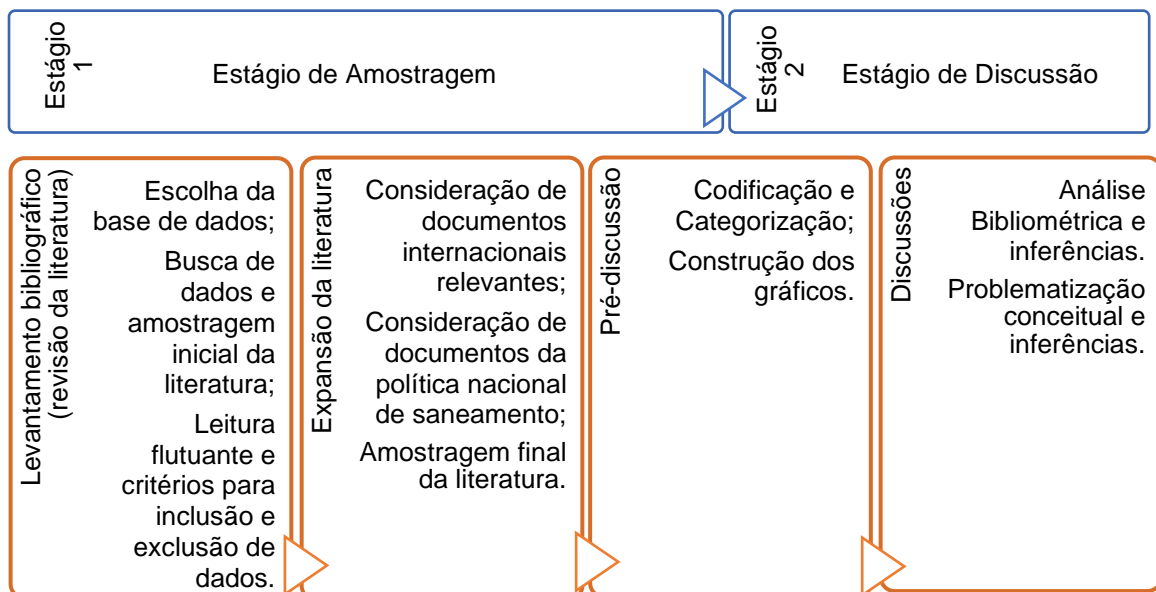 Estágio
1
Estágio de Amostragem
Estágio
2
Estágio de Discussão
Levantamento bibliográfico
(revisão da literatura)
Escolha da
base de dados;
Busca de
dados e
amostragem
inicial da
literatura;
Leitura
flutuante e
critérios para
inclusão e
exclusão de
dados.
Expansão da literatura
Consideração de
documentos
internacionais
relevantes;
Consideração de
documentos da
política nacional
de saneamento;
Amostragem final
da literatura.
Pré-discussão
Codificação e
Categorização;
Construção dos
gráficos.
Discussões
Análise
Bibliométrica e
inferências.
Problematização
conceitual e
inferências.